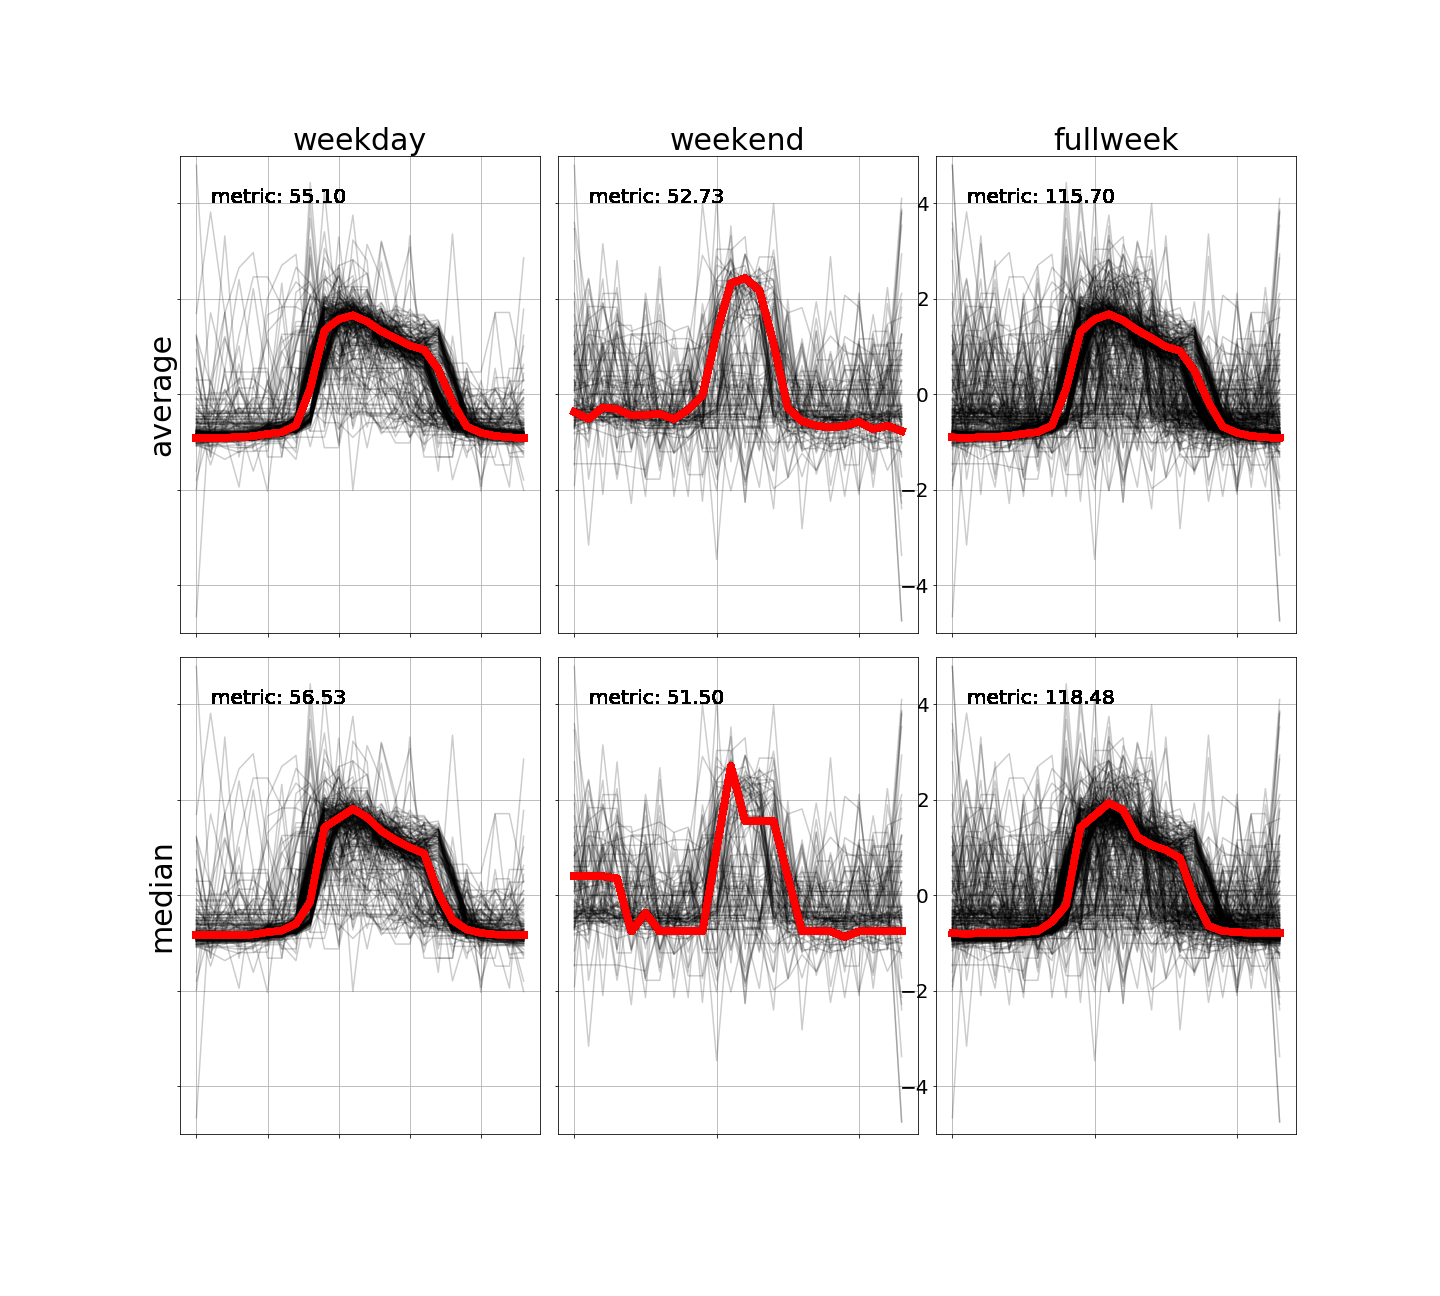 weekday weekend fullweek
average
metric: 55.10
metric: 52.73
metric: 115.70
4
2
0
−2
−4
median
metric: 56.53
metric: 51.50
metric: 118.48
4
2
0
−2
−4